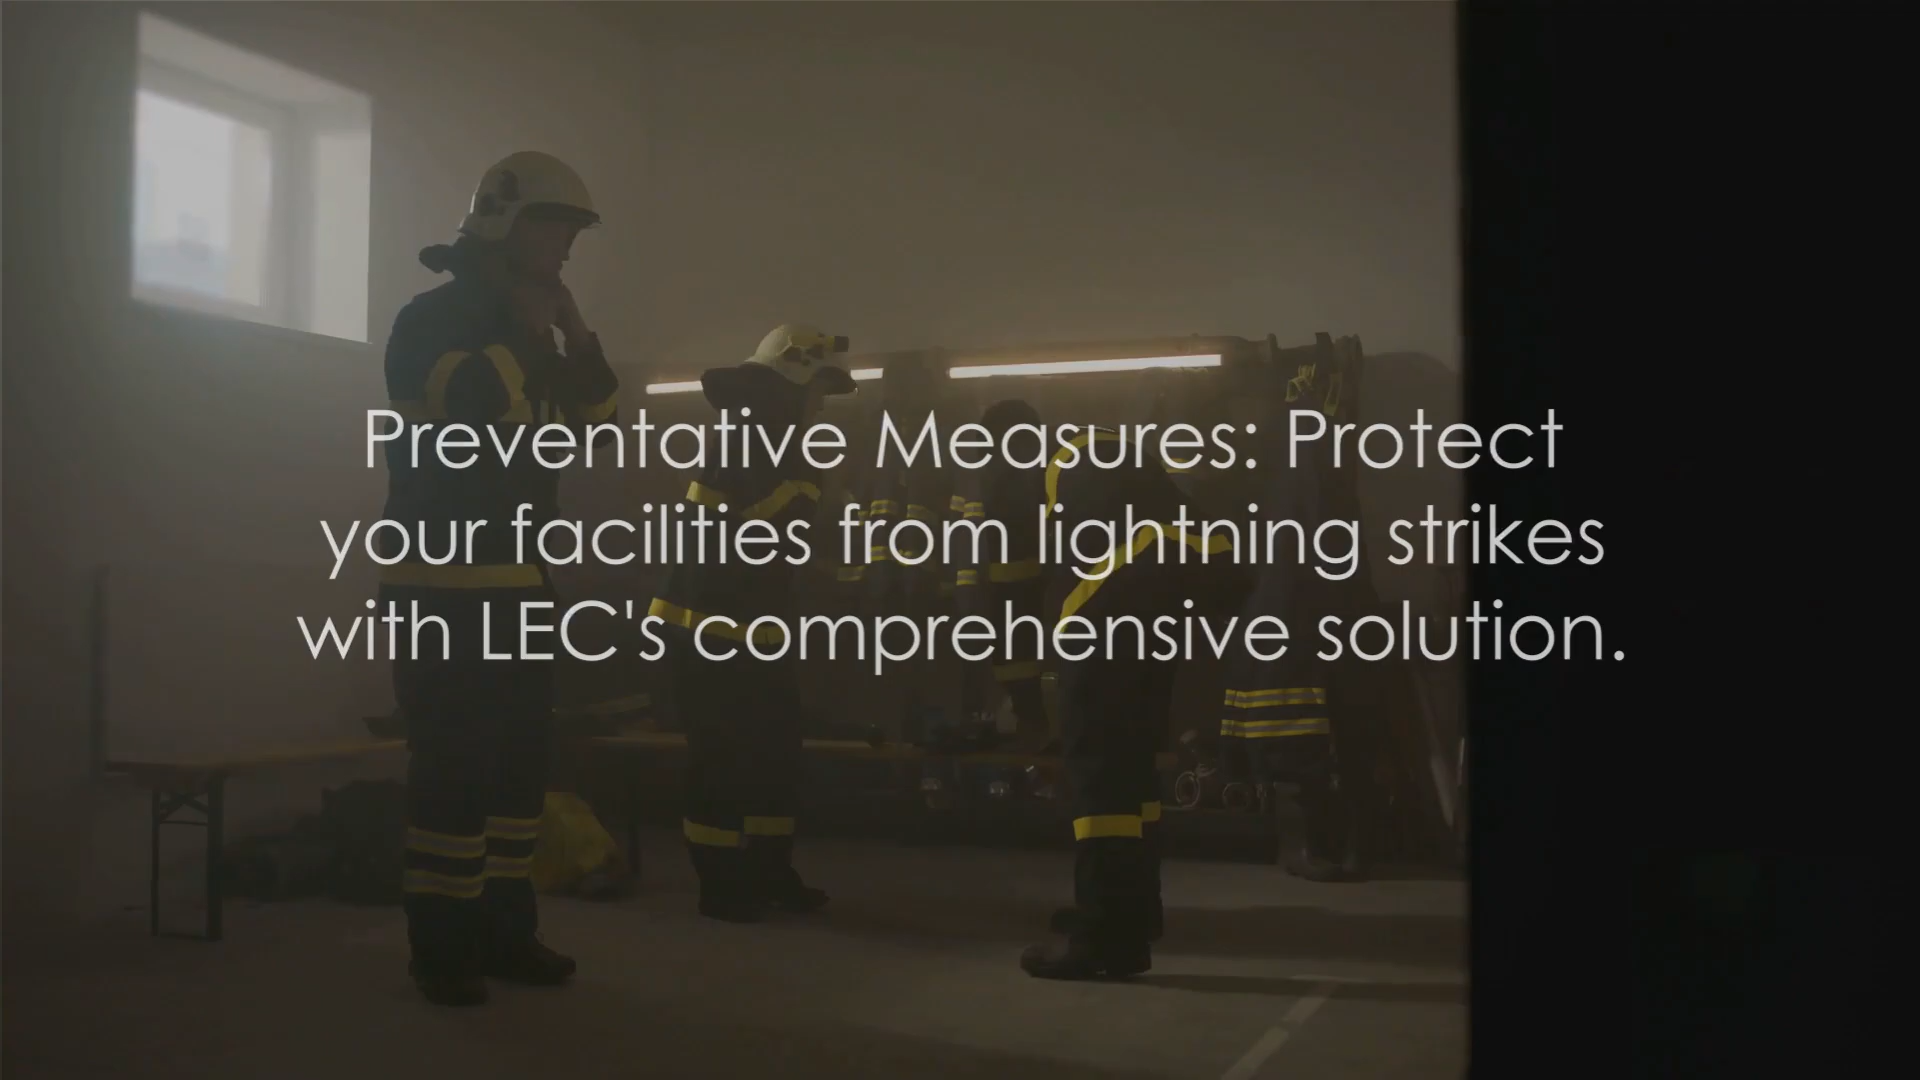 Preventative Measures: Protect
your facilities from lightning strikes
with LEC's comprehensive solution.